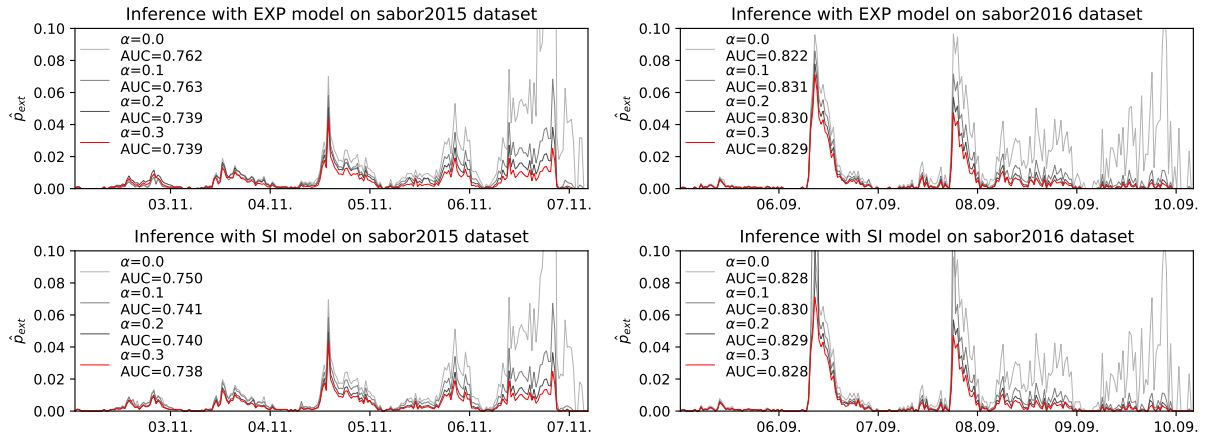 Inference with EXP model on sabor2015 dataset
0.10
0.08
0.06
0.04
0.02
0.00
p̂ext
α=0.0
AUC=0.762
α=0.1
AUC=0.763
α=0.2
AUC=0.739
α=0.3
AUC=0.739
03.11.
04.11.
05.11.
06.11.
07.11.
Inference with EXP model on sabor2016 dataset
0.10
0.08
0.06
0.04
0.02
0.00
p̂ext
α=0.0
AUC=0.822
α=0.1
AUC=0.831
α=0.2
AUC=0.830
α=0.3
AUC=0.829
06.09.
07.09.
08.09.
09.09.
10.09.
Inference with SI model on sabor2015 dataset
0.10
0.08
0.06
0.04
0.02
0.00
p̂ext
α=0.0
AUC=0.750
α=0.1
AUC=0.741
α=0.2
AUC=0.740
α=0.3
AUC=0.738
03.11.
04.11.
05.11.
06.11.
07.11.
Inference with SI model on sabor2016 dataset
0.10
0.08
0.06
0.04
0.02
0.00
p̂ext
α=0.0
AUC=0.828
α=0.1
AUC=0.830
α=0.2
AUC=0.829
α=0.3
AUC=0.828
06.09.
07.09.
08.09.
09.09.
10.09.